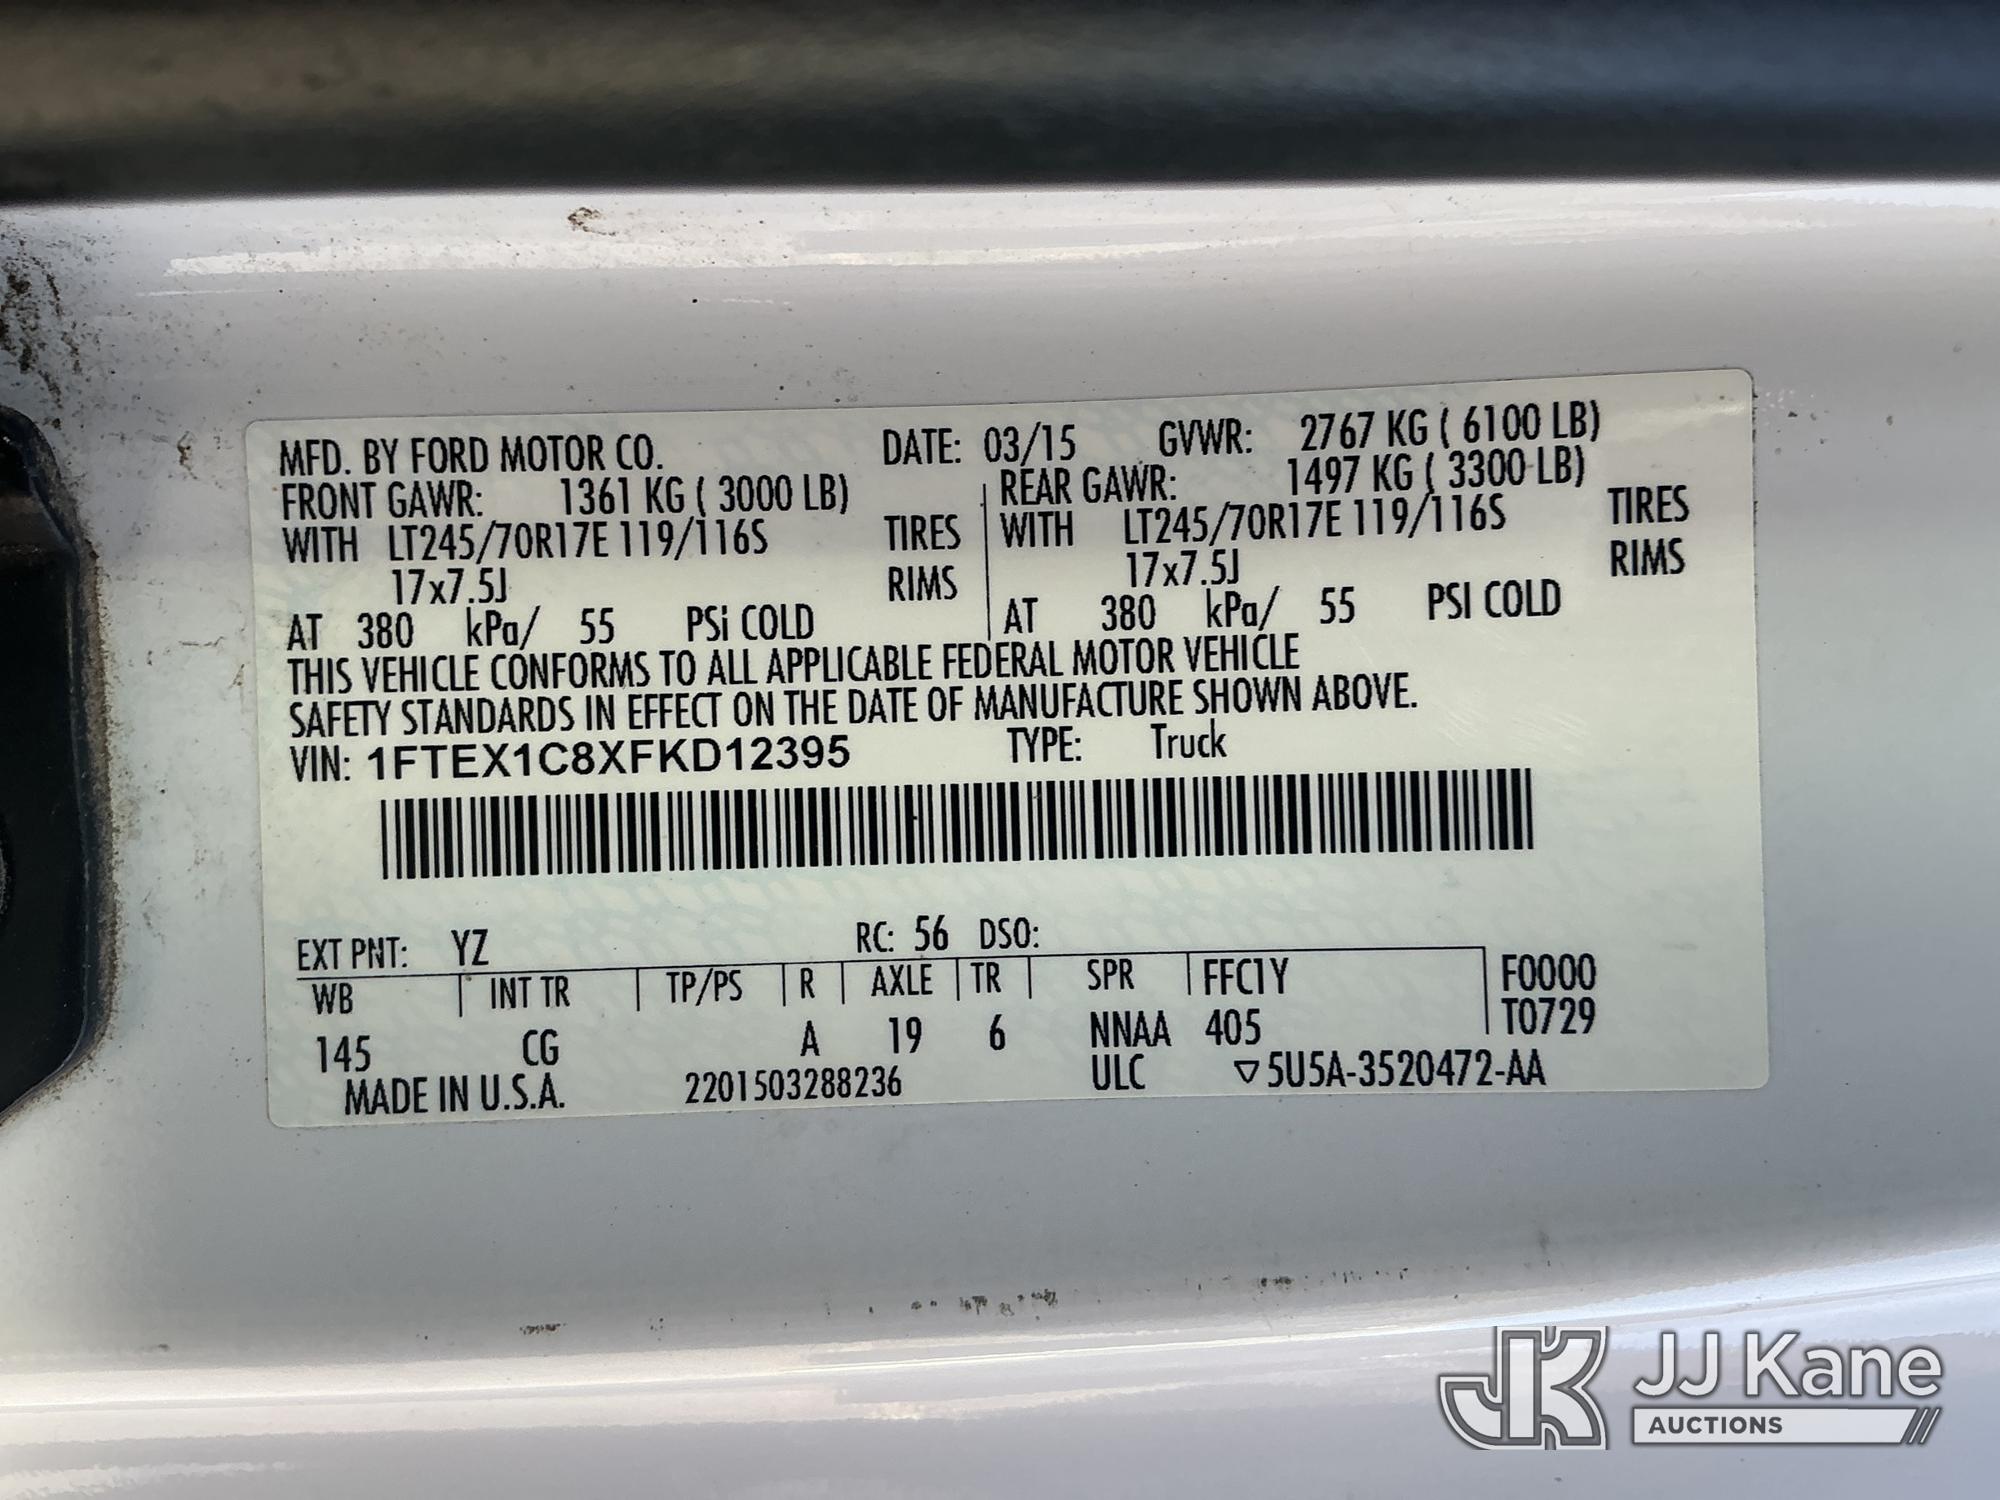 MFD. BY FORD MOTOR CO. DATE: 03/15 GVWR: 2767 KG ( 6100 LB)
FRONT GAWR: 1361 KG ( 3000 LB) REAR GAWR: 1497 KG ( 3300 LB)
WITH LT245/70R17E 119/116S TIRES WITH LT245/70R17E 119/116S TIRES
17x7.5J RIMS 17x7.5J RIMS
AT 380 kPa/ 55 PSi COLD AT 380 kPa/ 55 PSI COLD
THIS VEHICLE CONFORMS TO ALL APPLICABLE FEDERAL MOTOR VEHICLE
SAFETY STANDARDS IN EFFECT ON THE DATE OF MANUFACTURE SHOWN ABOVE.
VIN: 1FTEX1C8XFKD12395 TYPE: Truck
EXT PNT: YZ RC: 56 DSO:
WB INT TR TP/PS R AXLE TR SPR FFC1Y F0000
145 CG A 19 6 NNAA 405 T0729
MADE IN U.S.A. 2201503288236 ULC ▽5U5A-3520472-AA
JK JJ Kane
AUCTIONS